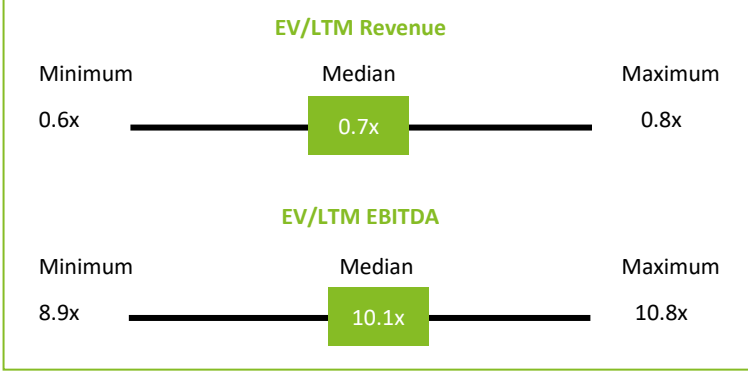 EV/LTM Revenue
Minimum Median Maximum
0.6x 0.7x 0.8x
EV/LTM EBITDA
Minimum Median Maximum
8.9x 10.1x 10.8x